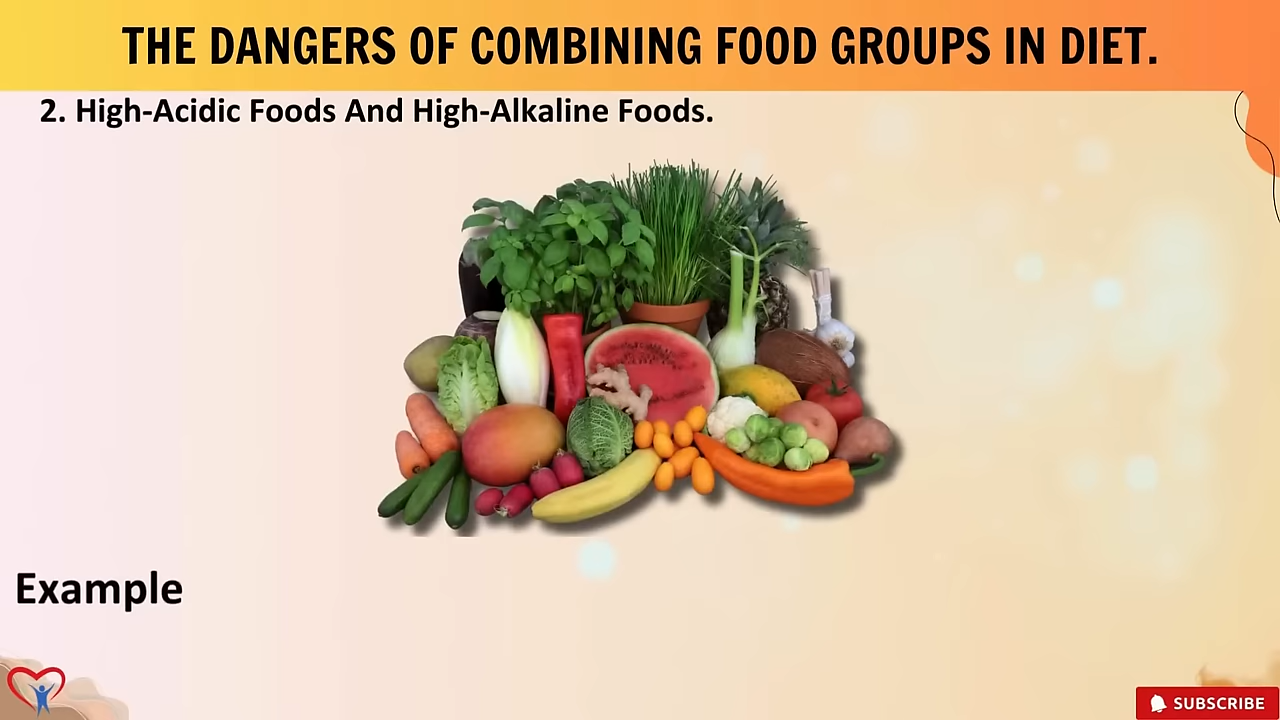 THE DANGERS OF COMBINING FOOD GROUPS IN DIET.
2. High-Acidic Foods And High-Alkaline Foods.
Example
SUBSCRIBE